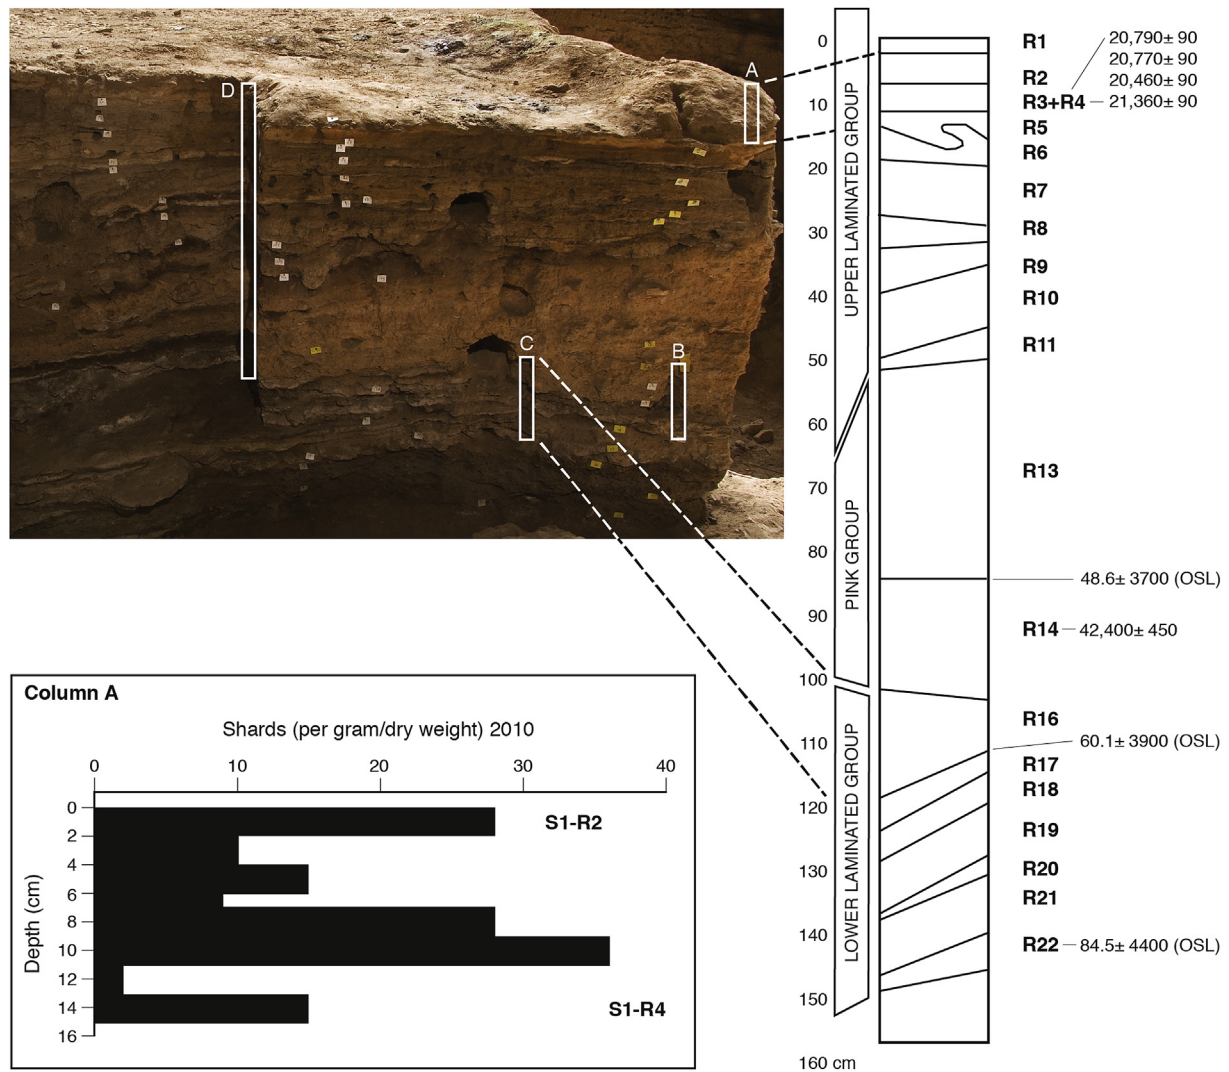 A
D
C
B
0
10
20
30
40
50
60
70
80
90
100
110
120
130
140
150
160 cm
UPPER LAMINATED GROUP
PINK GROUP
LOWER LAMINATED GROUP
R1
R2
R3+R4
R5
R6
R7
R8
R9
R10
R11
R13
R14
R16
R17
R18
R19
R20
R21
R22
20,790± 90
20,770± 90
20,460± 90
21,360± 90
48.6± 3700 (OSL)
42,400± 450
60.1± 3900 (OSL)
84.5± 4400 (OSL)
Column A
Shards (per gram/dry weight) 2010
0 10 20 30 40
Depth (cm)
0
2
4
6
8
10
12
14
16
S1-R2
S1-R4